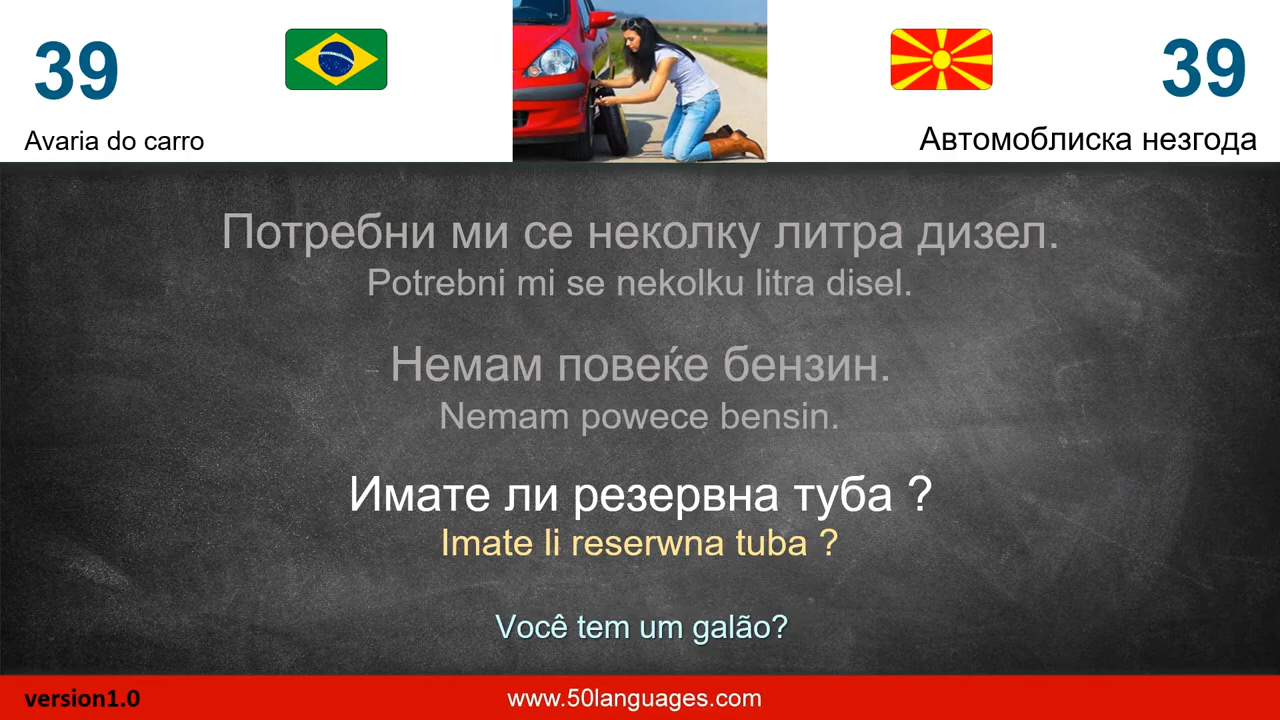 39
39
Avaria do carro
Автомоблиска незгода
Потребни ми се неколку литра дизел.
Potrebni mi se nekolku litra disel.
Немам повеќе бензин.
Nemam powece bensin.
Имате ли резервна туба ?
Imate li reserwna tuba ?
Você tem um galão?
version1.0
www.50languages.com